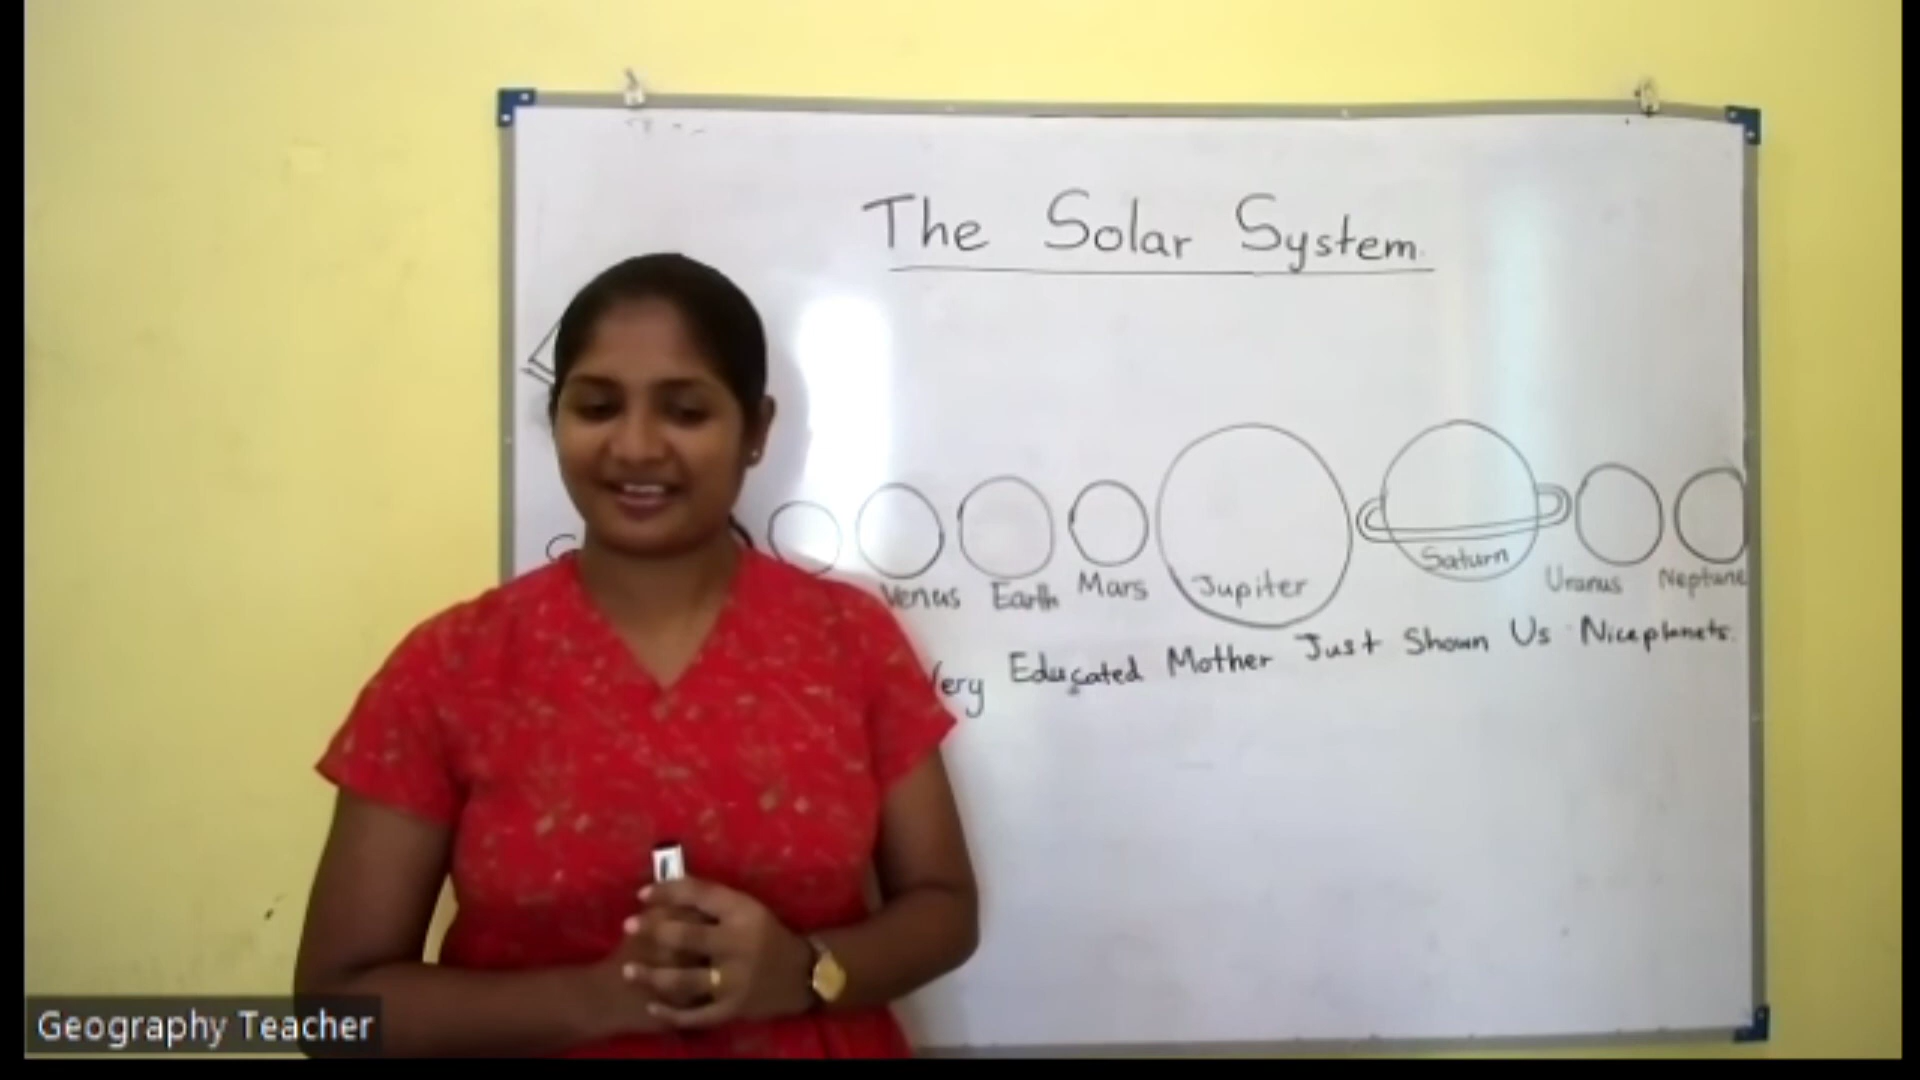 The Solar System.
Venus Earth Mars Jupiter Saturn Uranus Neptune
Very Educated Mother Just Shown Us Niceplanets.
Geography Teacher